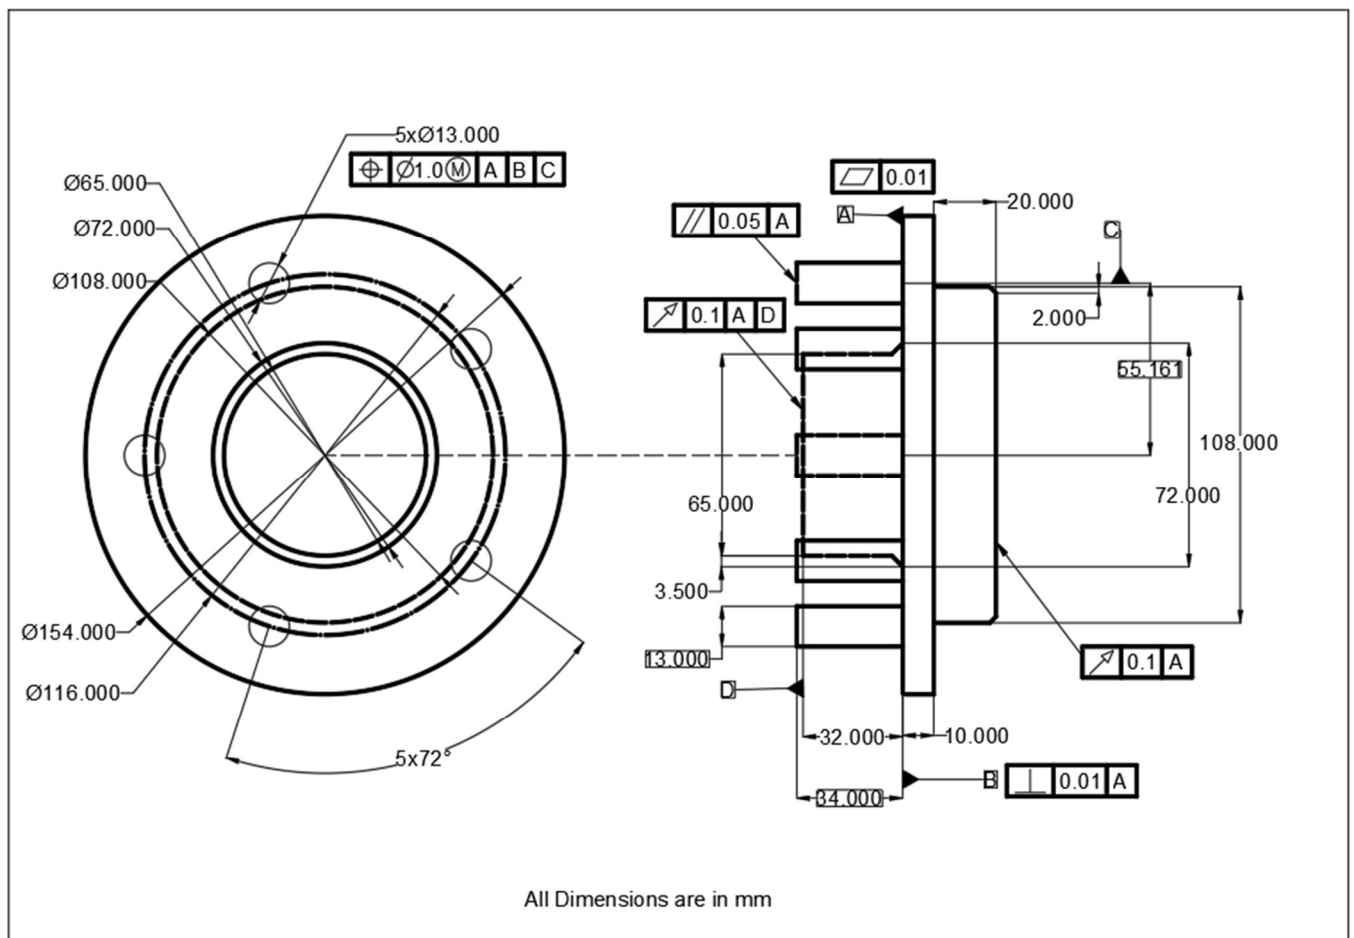 5xØ13.000
⌖ Ø1.0Ⓜ A B C
Ø65.000
Ø72.000
Ø108.000
Ø154.000
Ø116.000
5x72°
⏥ 0.01
// 0.05 A
A
20.000
C
↗ 0.1 A D
2.000
55.161
108.000
72.000
65.000
3.500
13.000
D
↗ 0.1 A
32.000
10.000
34.000
B
⊥ 0.01 A
All Dimensions are in mm